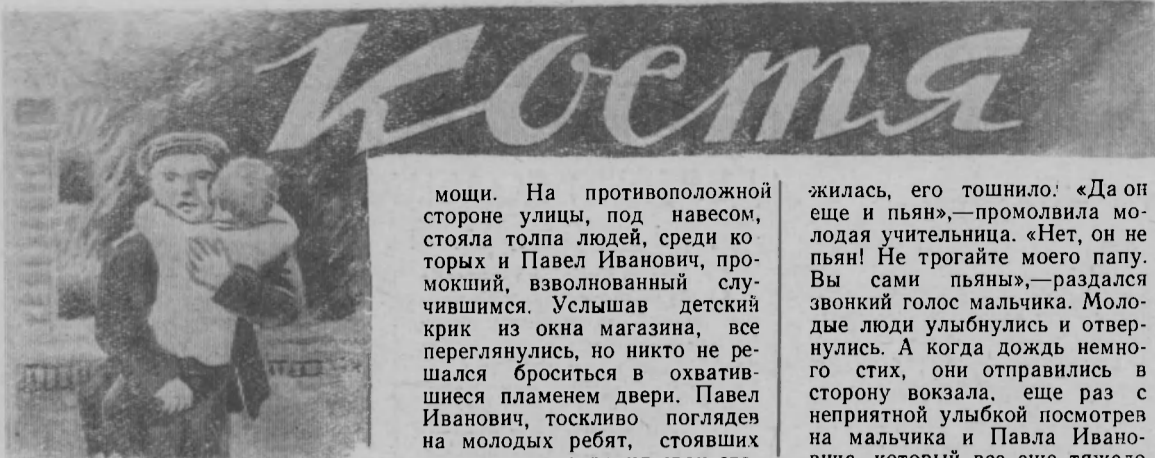 Костя
мощи. На противоположной
стороне улицы, под навесом,
стояла толпа людей, среди ко
торых и Павел Иванович, про-
мокший, взволнованный слу-
чившимся. Услышав детский
крик из окна магазина, все
переглянулись, но никто не ре-
шался броситься в охватив-
шиеся пламенем двери. Павел
Иванович, тоскливо поглядев
на молодых ребят, стоявших
жилась, его тошнило. «Да он
еще и пьян»,—промолвила мо-
лодая учительница. «Нет, он не
пьян! Не трогайте моего папу.
Вы сами пьяны»,—раздался
звонкий голос мальчика. Моло-
дые люди улыбнулись и отвер-
нулись. А когда дождь немно-
го стих, они отправились в
сторону вокзала, еще раз с
неприятной улыбкой посмотрев
на мальчика и Павла Ивано-
который все еще тяжело